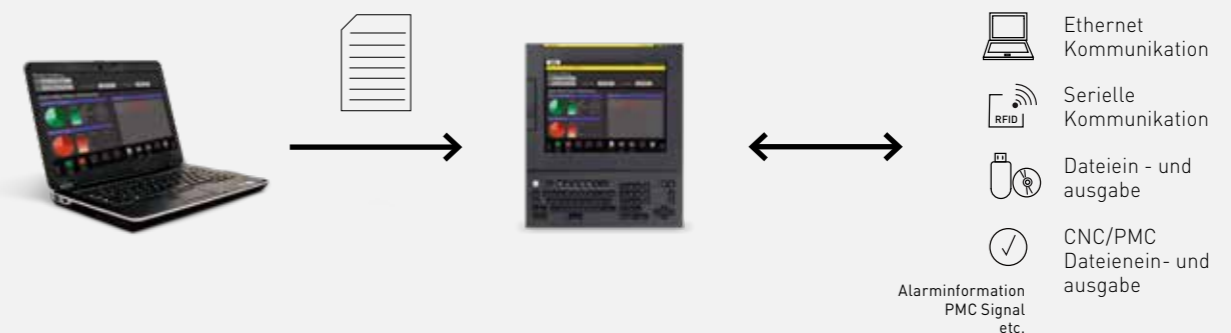 Ethernet
Kommunikation
RFID
Serielle
Kommunikation
Dateiein - und
ausgabe
CNC/PMC
Dateienein- und
ausgabe
Alarminformation
PMC Signal
etc.